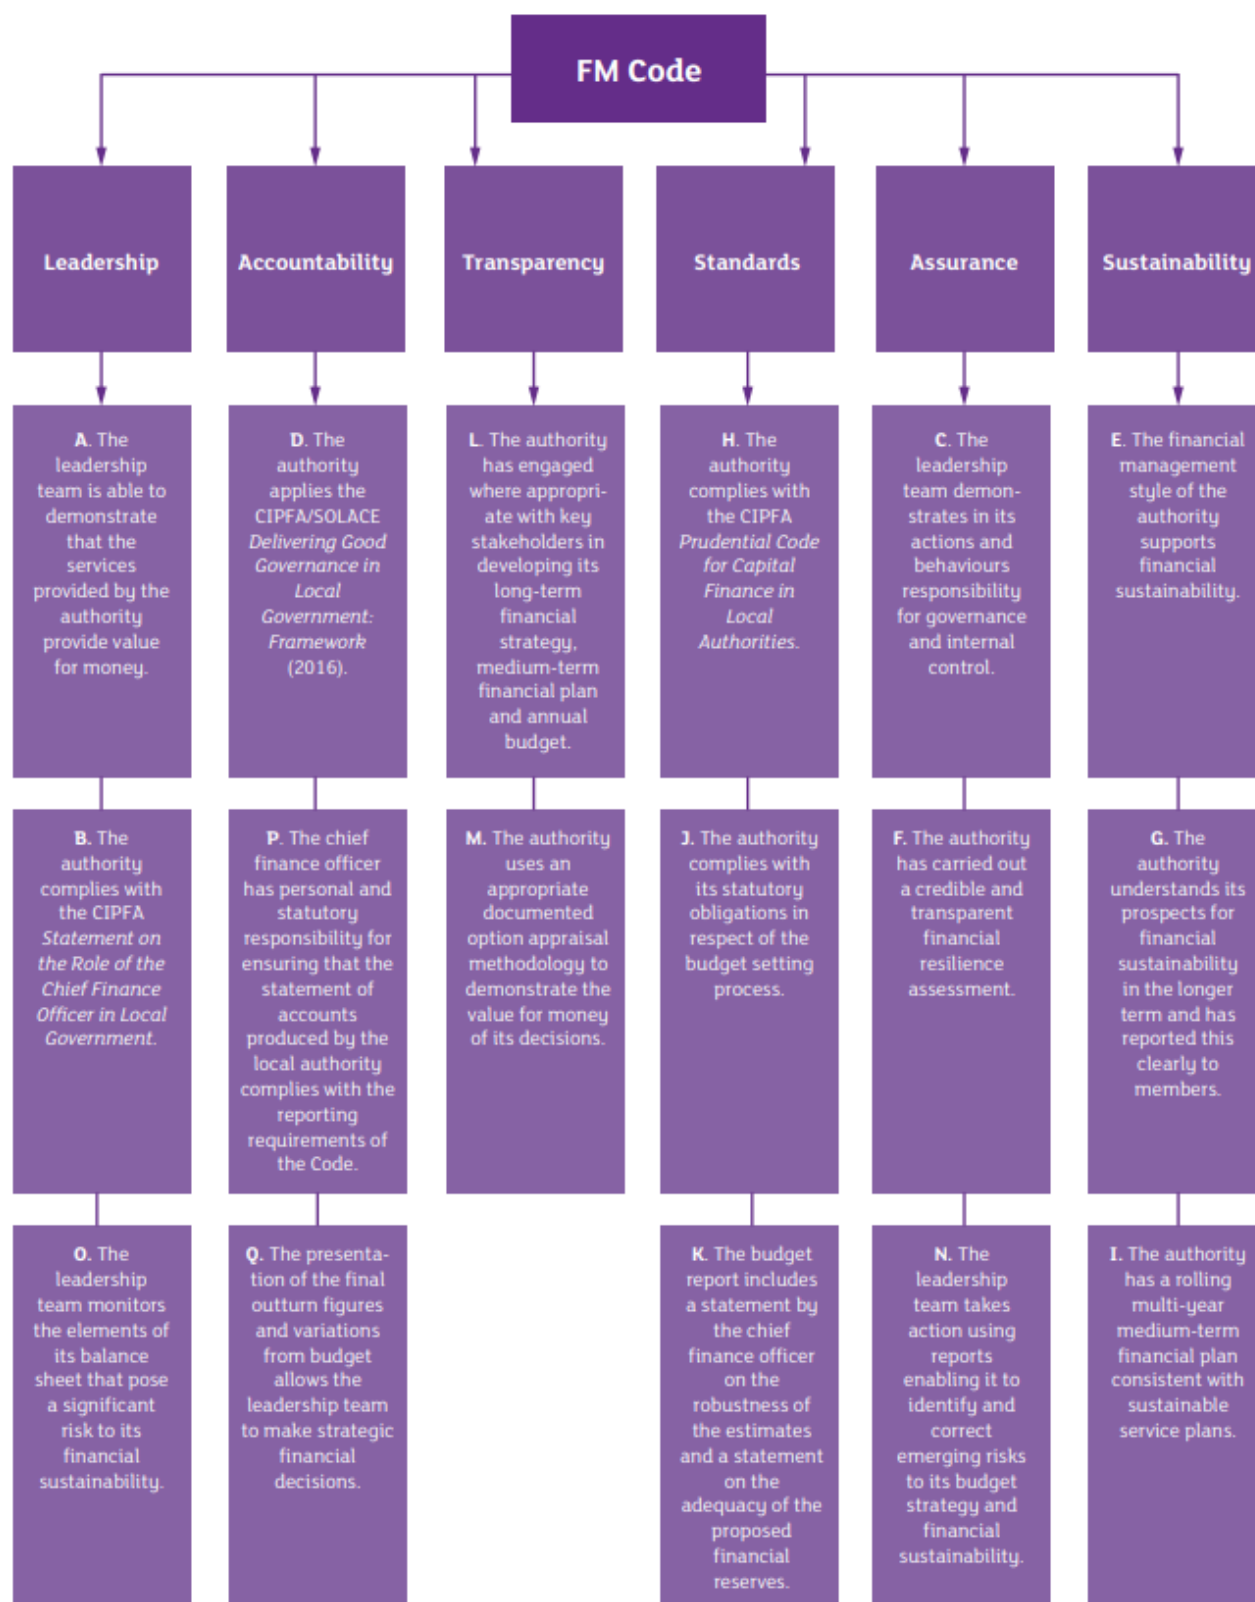 FM Code
Leadership
Accountability
Transparency
Standards
Assurance
Sustainability
A. The
leadership
team is able to
demonstrate
that the
services
provided by the
authority
provide value
for money.
D. The
authority
applies the
CIPFA/SOLACE
Delivering Good
Governance in
Local
Government:
Framework
(2016).
L. The authority
has engaged
where appropri-
ate with key
stakeholders in
developing its
long-term
financial
strategy,
medium-term
financial plan
and annual
budget.
H. The
authority
complies with
the CIPFA
Prudential Code
for Capital
Finance in
Local
Authorities.
C. The
leadership
team demon-
strates in its
actions and
behaviours
responsibility
for governance
and internal
control.
E. The financial
management
style of the
authority
supports
financial
sustainability.
B. The
authority
complies with
the CIPFA
Statement on
the Role of the
Chief Finance
Officer in Local
Government.
P. The chief
finance officer
has personal and
statutory
responsibility for
ensuring that the
statement of
accounts
produced by the
local authority
complies with the
reporting
requirements of
the Code.
M. The authority
uses an
appropriate
documented
option appraisal
methodology to
demonstrate the
value for money
of its decisions.
J. The authority
complies with
its statutory
obligations in
respect of the
budget setting
process.
F. The authority
has carried out
a credible and
transparent
financial
resilience
assessment.
G. The
authority
understands its
prospects for
financial
sustainability
in the longer
term and has
reported this
clearly to
members.
O. The
leadership
team monitors
the elements of
its balance
sheet that pose
a significant
risk to its
financial
sustainability.
Q. The presenta-
tion of the final
outturn figures
and variations
from budget
allows the
leadership team
to make strategic
financial
decisions.
K. The budget
report includes
a statement by
the chief
finance officer
on the
robustness of
the estimates
and a statement
on the
adequacy of the
proposed
financial
reserves.
N. The
leadership
team takes
action using
reports
enabling it to
identify and
correct
emerging risks
to its budget
strategy and
financial
sustainability.
I. The authority
has a rolling
multi-year
medium-term
financial plan
consistent with
sustainable
service plans.